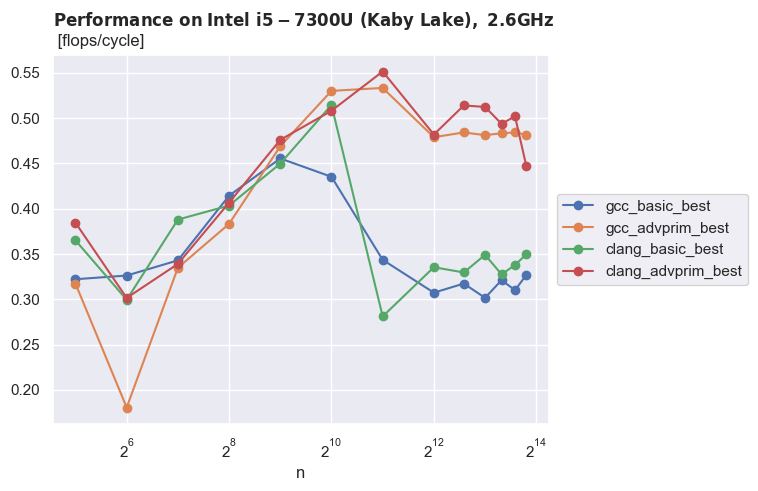 Performance on Intel i5 − 7300U (Kaby Lake), 2.6GHz
[flops/cycle]
0.55
0.50
0.45
0.40
0.35
0.30
0.25
0.20
2^6 2^8 2^10 2^12 2^14
n
gcc_basic_best
gcc_advprim_best
clang_basic_best
clang_advprim_best